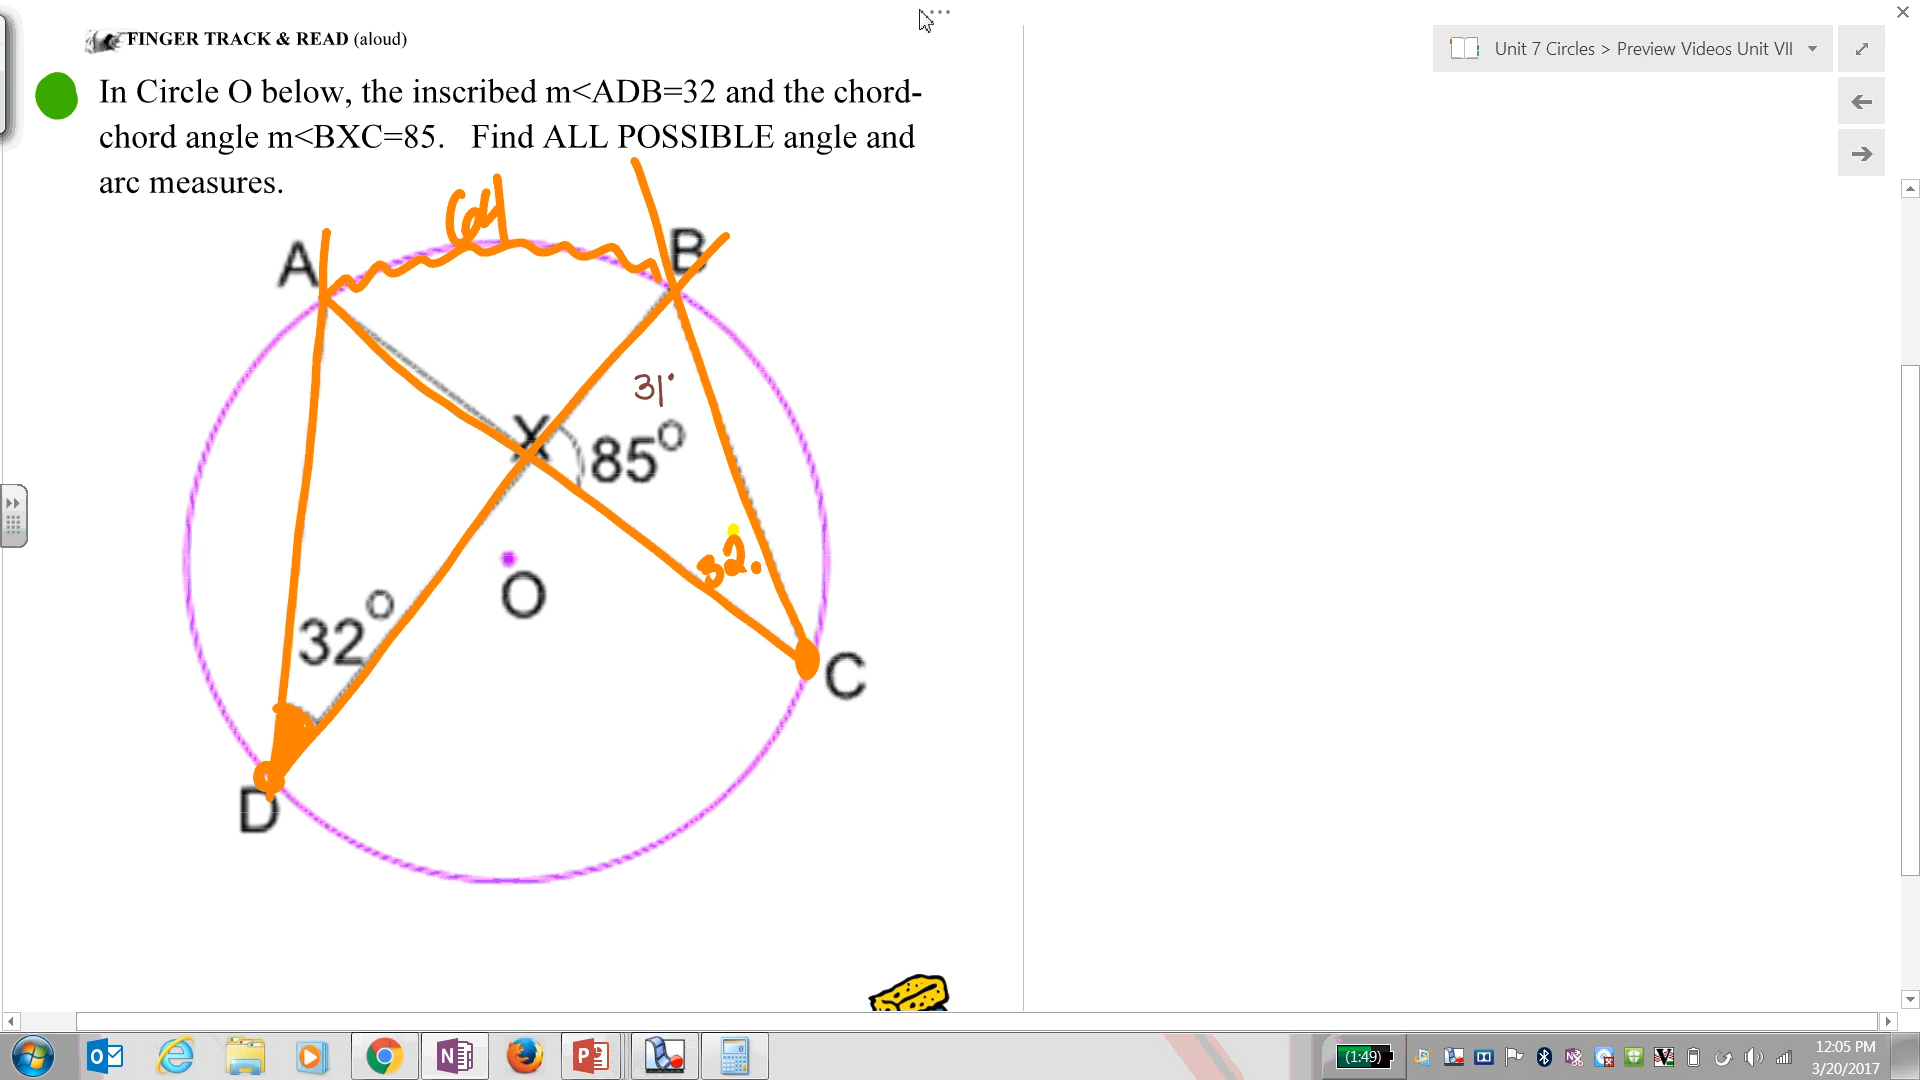 FINGER TRACK & READ (aloud)
Unit 7 Circles > Preview Videos Unit VII
In Circle O below, the inscribed m<ADB=32 and the chord-
chord angle m<BXC=85. Find ALL POSSIBLE angle and
arc measures.
64
A
B
31°
X
85°
32.
O
32°
C
D
(1:49)
12:05 PM
3/20/2017